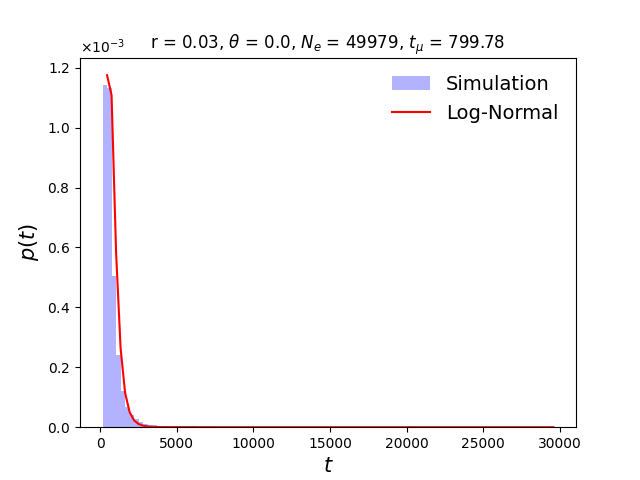 ×10⁻³
r = 0.03, θ = 0.0, Nₑ = 49979, t_μ = 799.78
Simulation
Log-Normal
1.2
1.0
0.8
0.6
0.4
0.2
0.0
p(t)
0 5000 10000 15000 20000 25000 30000
t